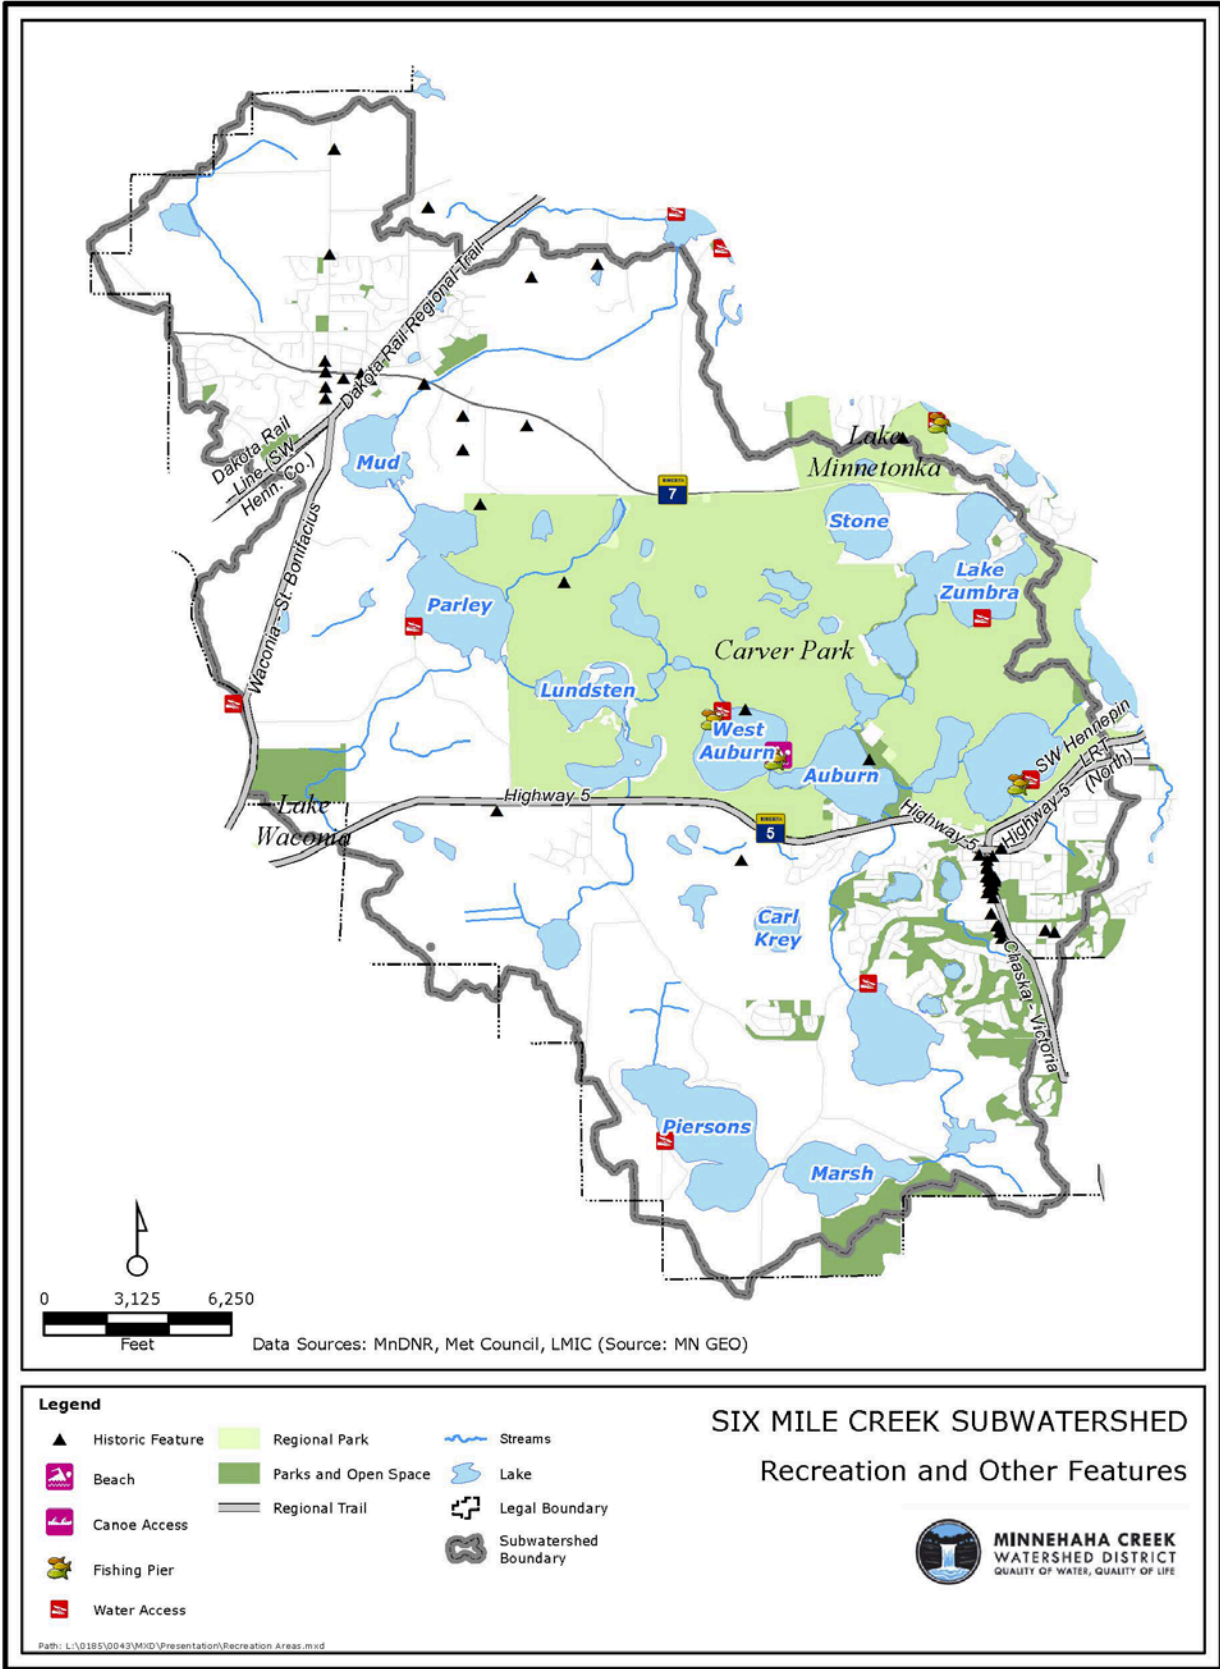 Dakota Rail Regional Trail
Dakota Rail
Line (SW
Henn. Co.)
Mud
Lake
Minnetonka
7
Stone
Waconia - St. Bonifacius
Parley
Lake
Zumbra
Carver Park
Lundsten
West
Auburn
Auburn
SW Hennepin
LRT
(North)
Highway 5
Highway 5
Highway 5
Lake
Waconia
5
Carl
Krey
Chaska - Victoria
Piersons
Marsh
0 3,125 6,250
Feet
Data Sources: MnDNR, Met Council, LMIC (Source: MN GEO)
Legend
Historic Feature
Beach
Canoe Access
Fishing Pier
Water Access
Regional Park
Parks and Open Space
Regional Trail
Streams
Lake
Legal Boundary
Subwatershed
Boundary
SIX MILE CREEK SUBWATERSHED
Recreation and Other Features
MINNEHAHA CREEK
WATERSHED DISTRICT
QUALITY OF WATER, QUALITY OF LIFE
Path: L:\0185\0043\MXD\Presentation\Recreation Areas.mxd